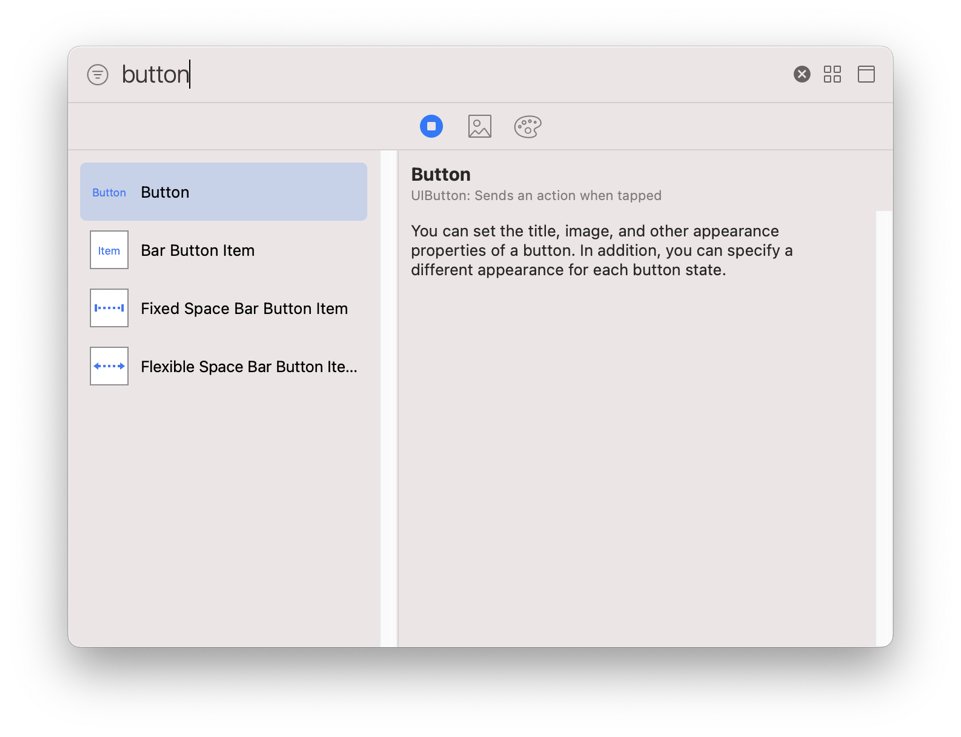 button
Button Button
Item Bar Button Item
Fixed Space Bar Button Item
Flexible Space Bar Button Ite...
Button
UIButton: Sends an action when tapped
You can set the title, image, and other appearance
properties of a button. In addition, you can specify a
different appearance for each button state.